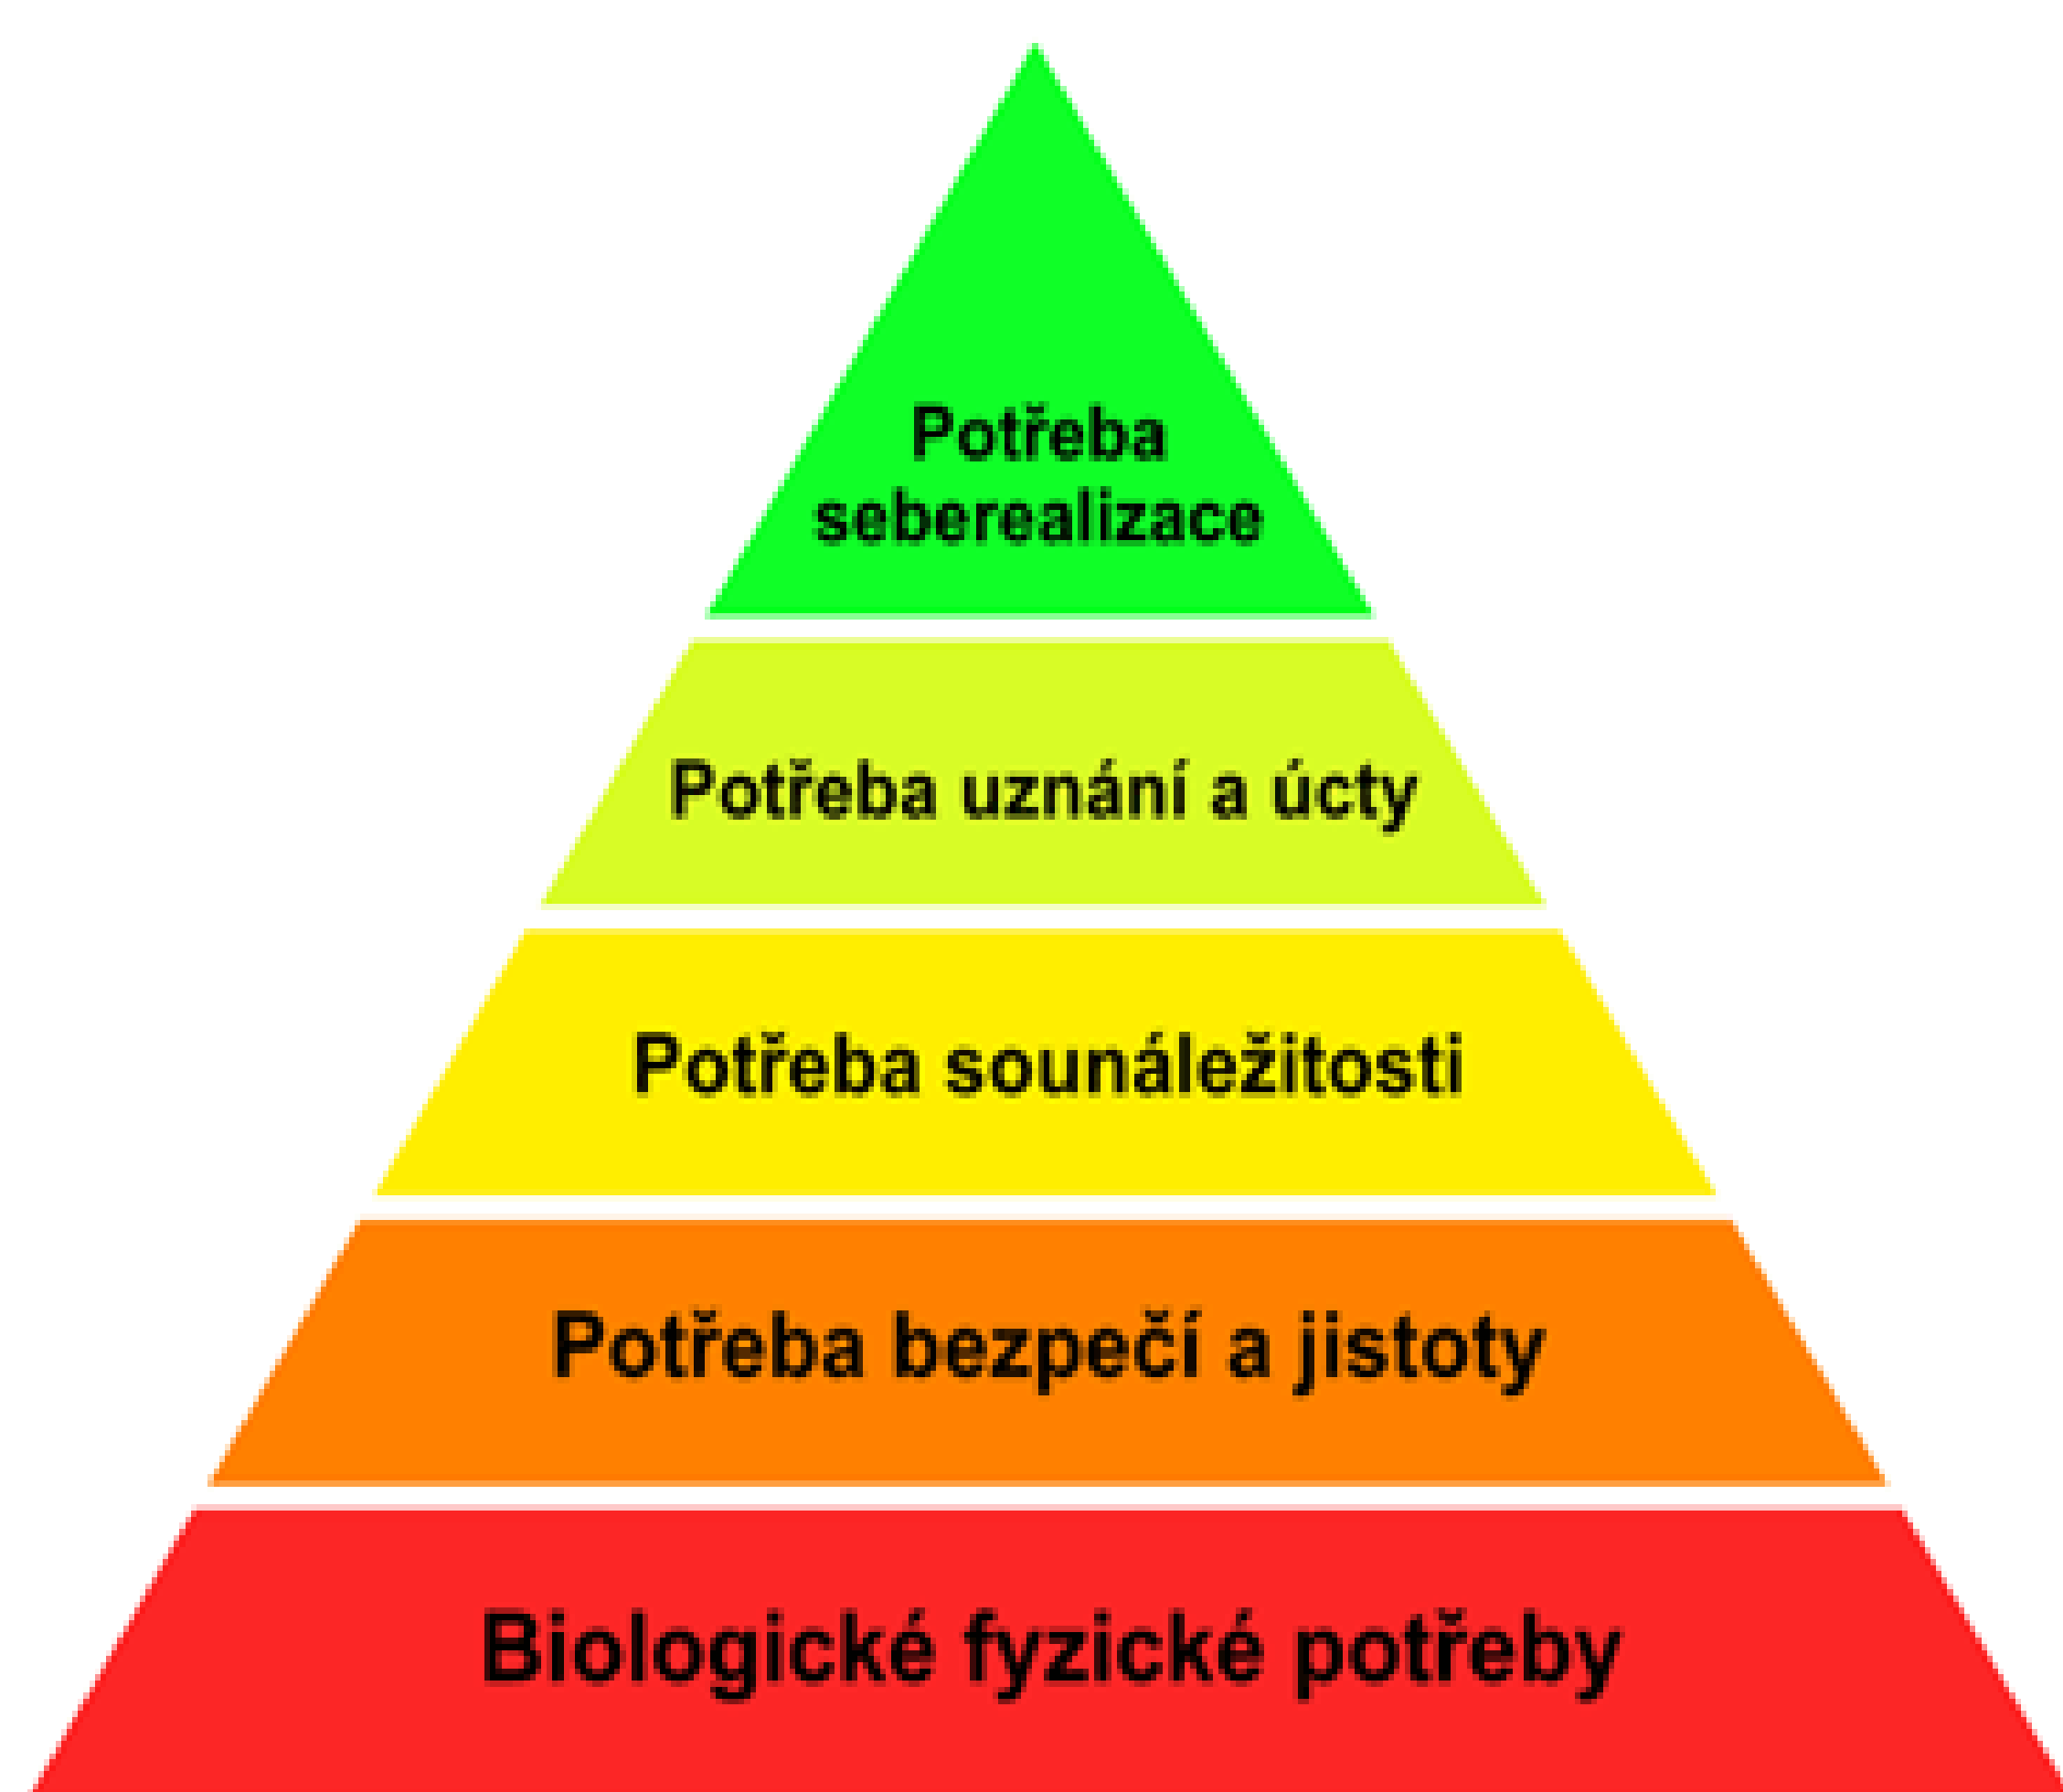 Potřeba
seberealizace
Potřeba uznání a úcty
Potřeba sounáležitosti
Potřeba bezpečí a jistoty
Biologické fyzické potřeby